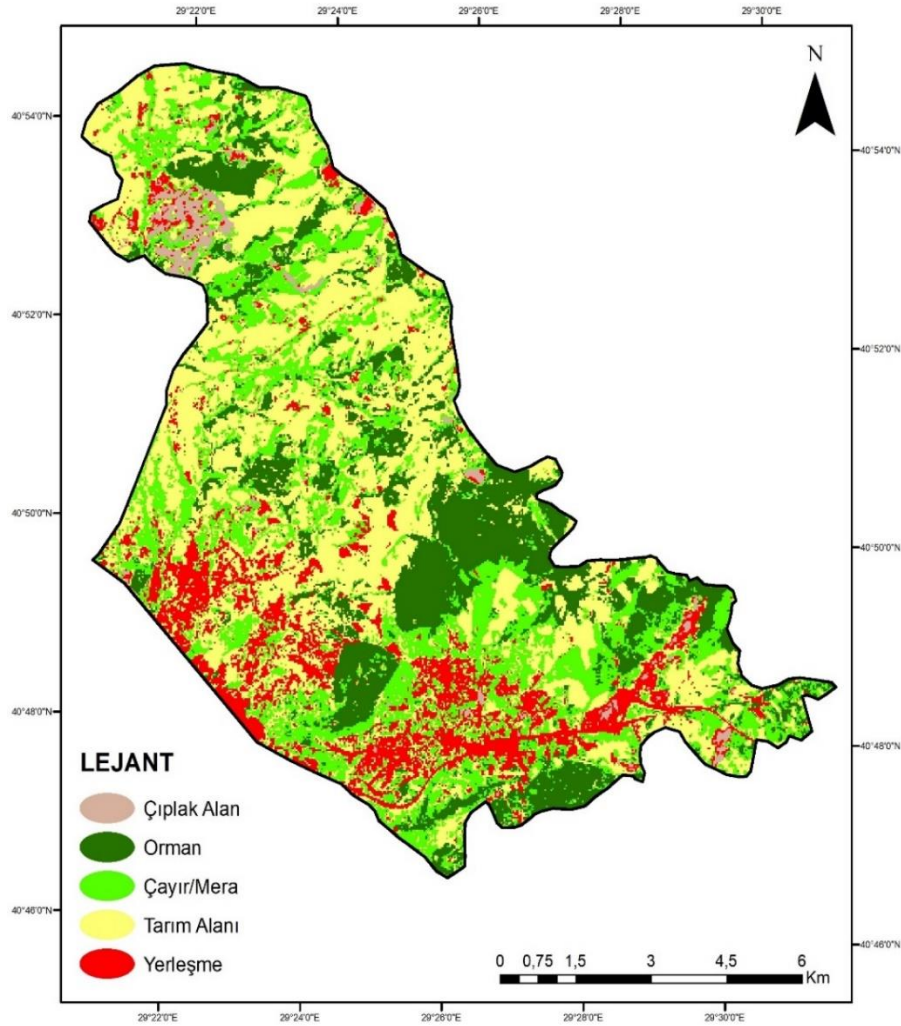 29°22'0"E 29°24'0"E 29°26'0"E 29°28'0"E 29°30'0"E
N
40°54'0"N
40°54'0"N
40°52'0"N
40°52'0"N
40°50'0"N
40°50'0"N
40°48'0"N
40°48'0"N
LEJANT
Çıplak Alan
Orman
Çayır/Mera
Tarım Alanı
Yerleşme
40°46'0"N
40°46'0"N
0 0,75 1,5 3 4,5 6
Km
29°22'0"E 29°24'0"E 29°26'0"E 29°28'0"E 29°30'0"E